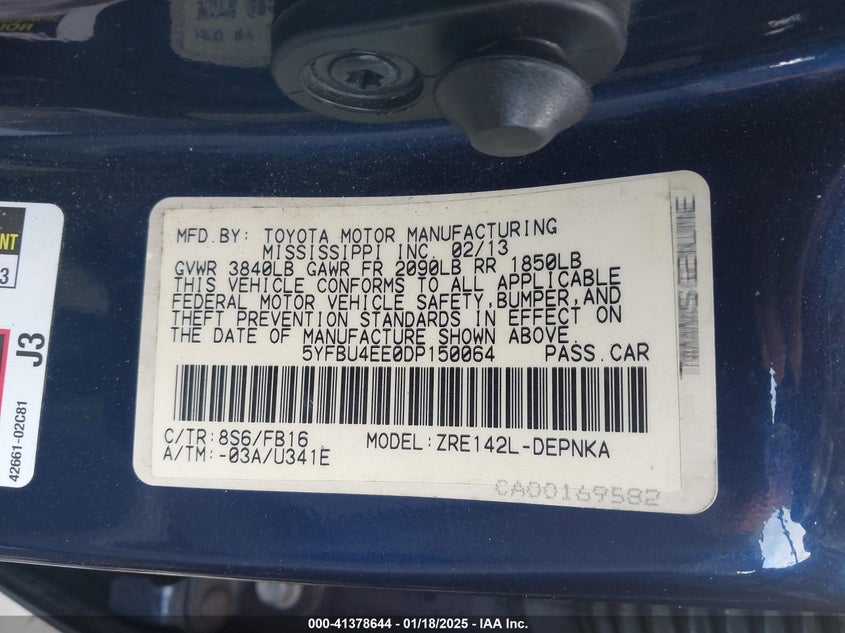 MFD.BY: TOYOTA MOTOR MANUFACTURING
MISSISSIPPI INC. 02/13
GVWR 3840LB GAWR FR 2090LB RR 1850LB
THIS VEHICLE CONFORMS TO ALL APPLICABLE
FEDERAL MOTOR VEHICLE SAFETY,BUMPER,AND
THEFT PREVENTION STANDARDS IN EFFECT ON
THE DATE OF MANUFACTURE SHOWN ABOVE.
5YFBU4EE0DP150064 PASS.CAR
C/TR:8S6/FB16 MODEL:ZRE142L-DEPNKA
A/TM:-03A/U341E
CA00169582
J3
42661-02C81
000-41378644 / 01/18/2025 - © IAA Inc.